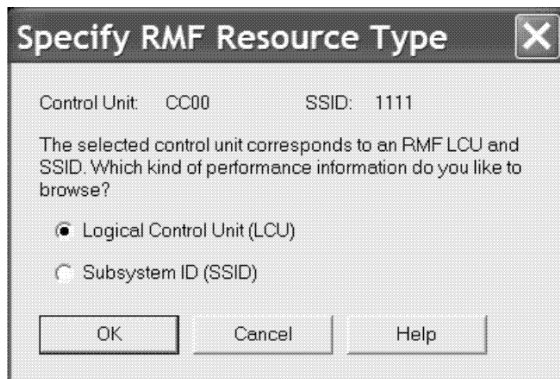 Specify RMF Resource Type
Control Unit: CC00 SSID: 1111
The selected control unit corresponds to an RMF LCU and
SSID. Which kind of performance information do you like to
browse?
Logical Control Unit (LCU)
Subsystem ID (SSID)
OK Cancel Help